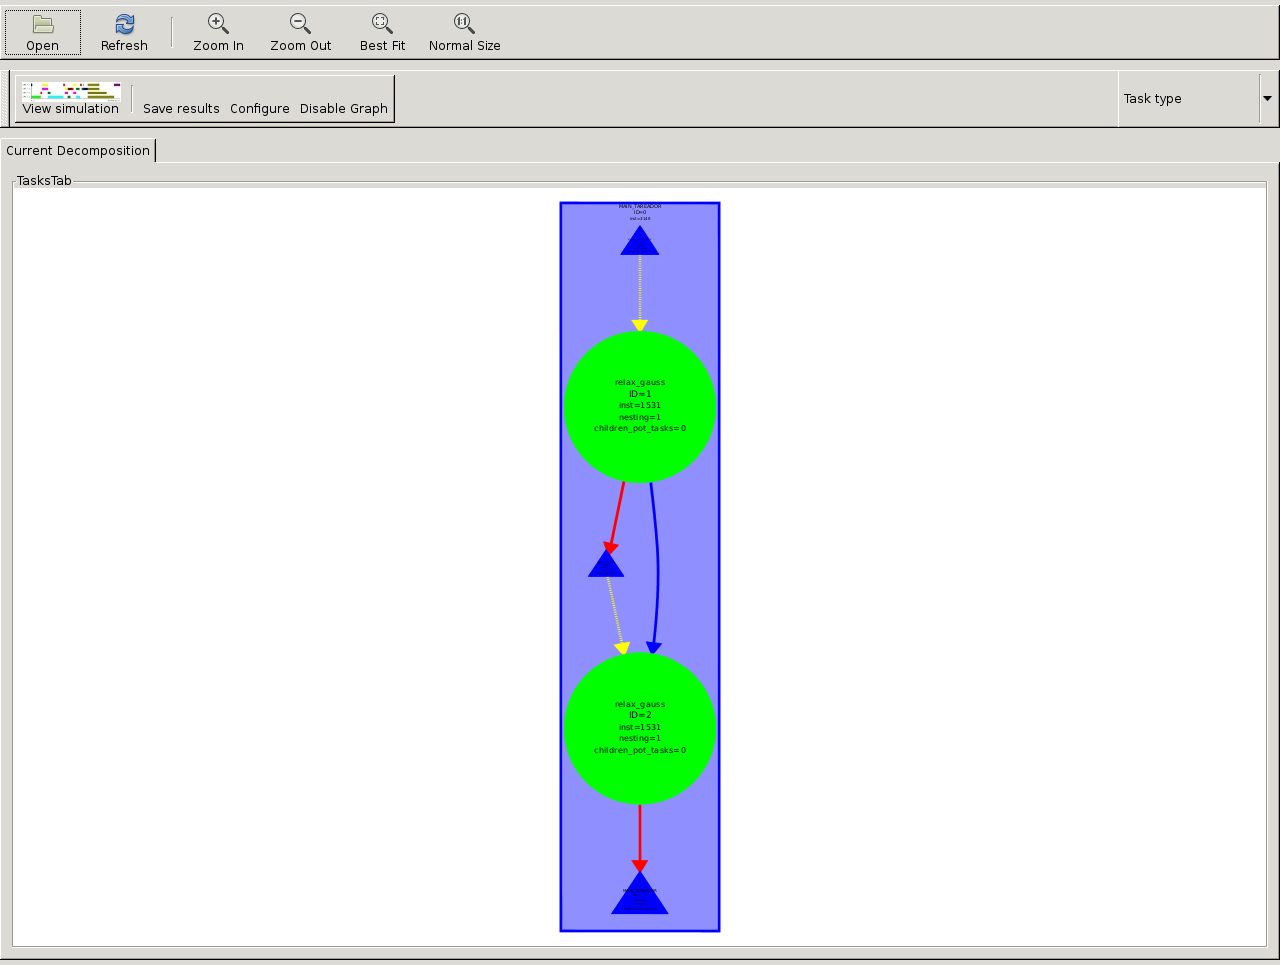 Open
Refresh
Zoom In
Zoom Out
Best Fit
Normal Size
View simulation
Save results
Configure
Disable Graph
Task type
Current Decomposition
TasksTab
MAIN_TAREADOR
ID=0
relax_gauss
ID=1
inst=1531
nesting=1
children_pot_tasks=0
relax_gauss
ID=2
inst=1531
nesting=1
children_pot_tasks=0